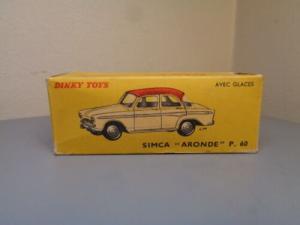 DINKY TOYS
AVEC GLACES
SIMCA "ARONDE" P. 60